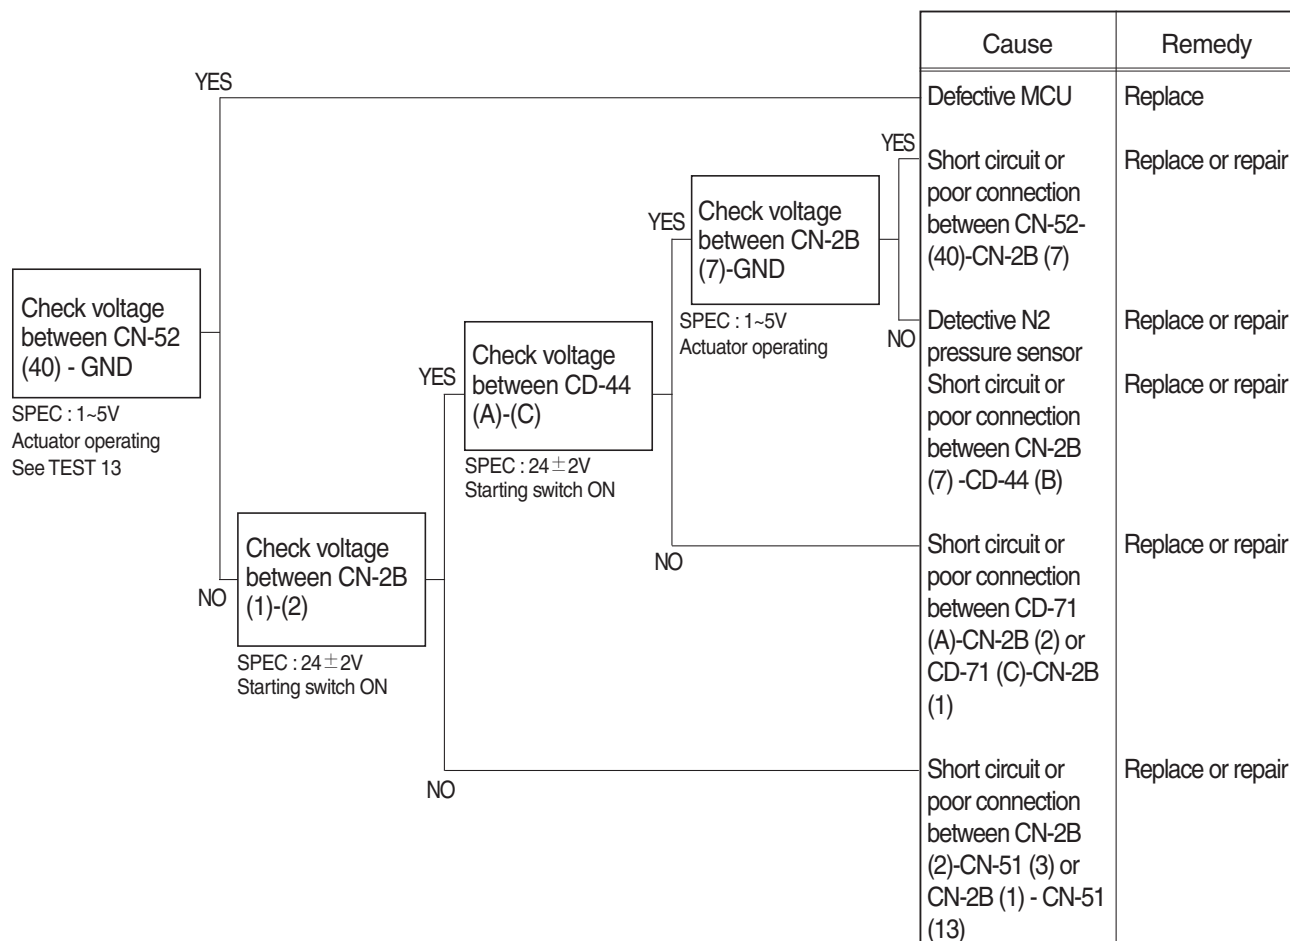 Cause Remedy
YES
Defective MCU Replace
YES
Short circuit or Replace or repair
poor connection
between CN-52-
(40)-CN-2B (7)
YES
Check voltage
between CN-2B
(7)-GND
SPEC : 1~5V
Actuator operating
NO
Detective N2 Replace or repair
pressure sensor
Short circuit or Replace or repair
poor connection
between CN-2B
(7) -CD-44 (B)
Check voltage
between CN-52
(40) - GND
SPEC : 1~5V
Actuator operating
See TEST 13
YES
Check voltage
between CD-44
(A)-(C)
SPEC : 24±2V
Starting switch ON
NO
Short circuit or Replace or repair
poor connection
between CD-71
(A)-CN-2B (2) or
CD-71 (C)-CN-2B
(1)
NO
Check voltage
between CN-2B
(1)-(2)
SPEC : 24±2V
Starting switch ON
NO
Short circuit or Replace or repair
poor connection
between CN-2B
(2)-CN-51 (3) or
CN-2B (1) - CN-51
(13)